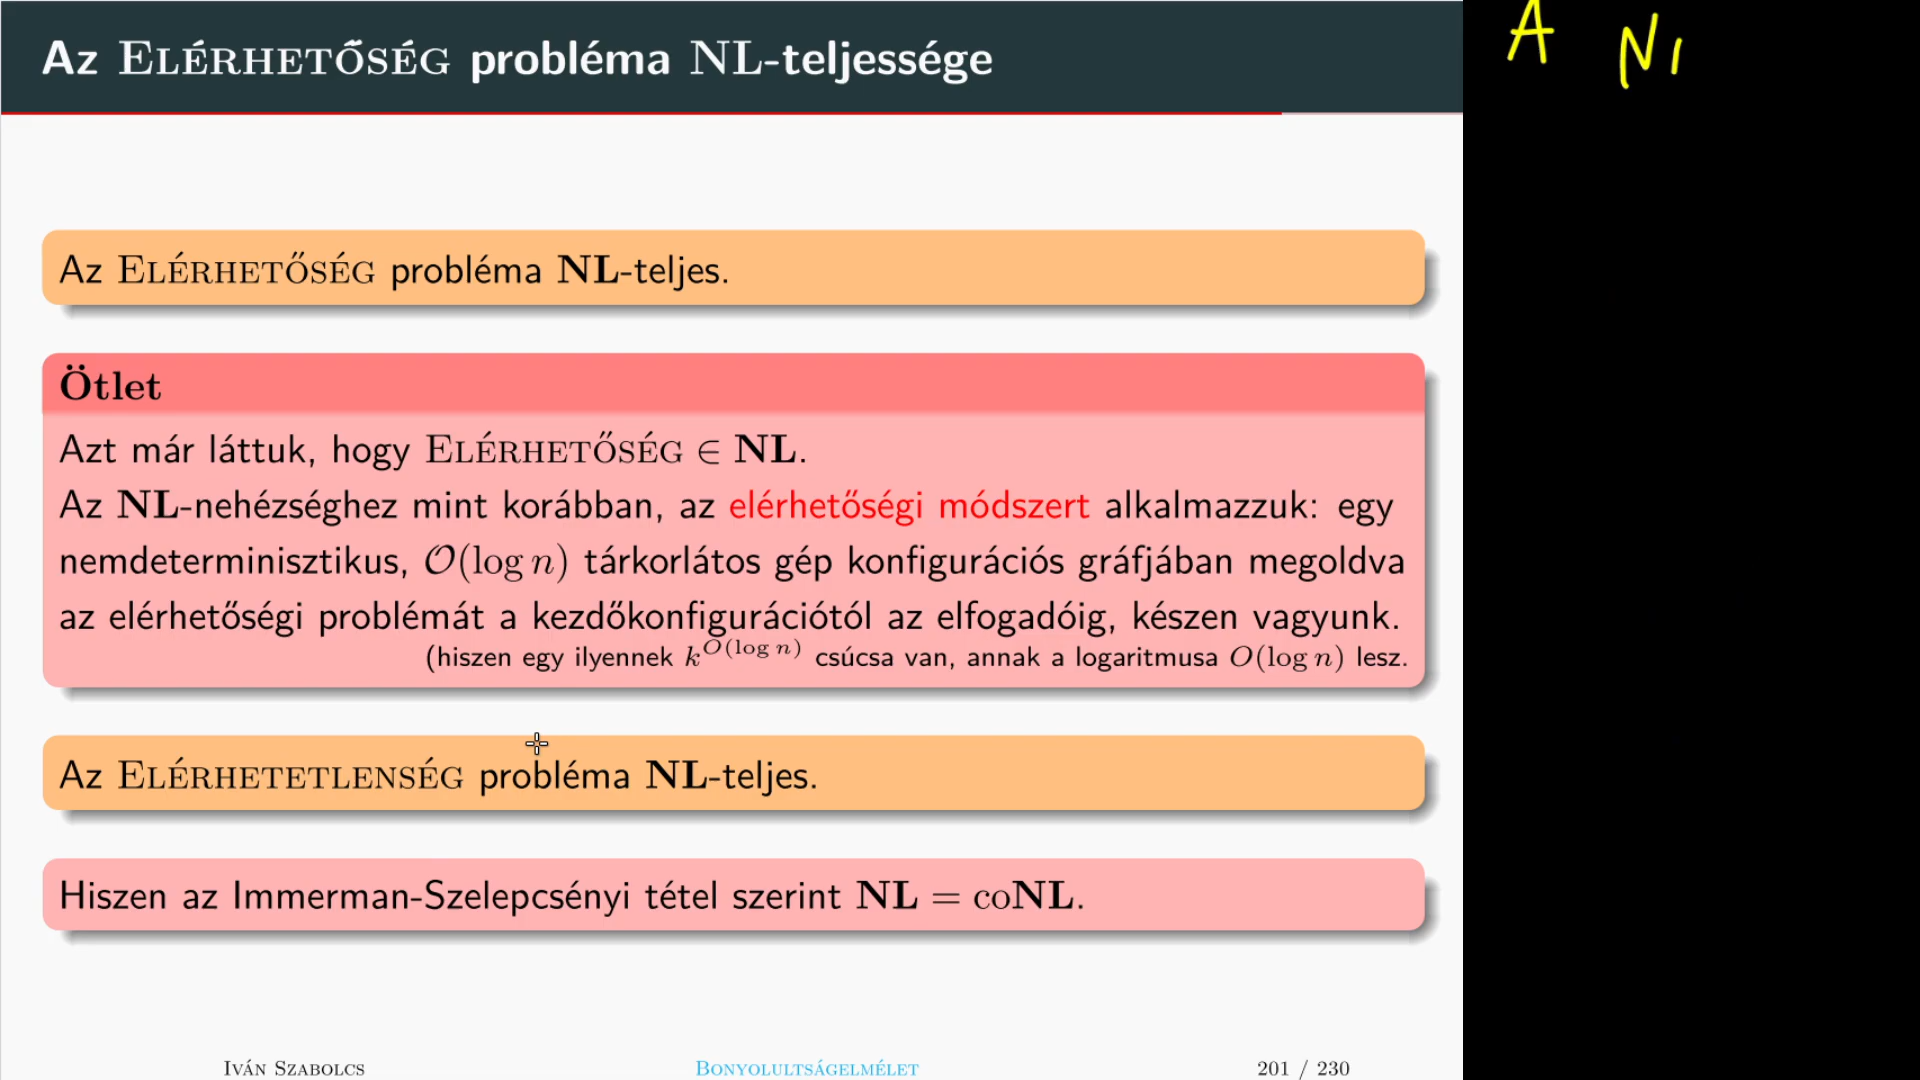 Az ELÉRHETŐSÉG probléma NL-teljessége
Az ELÉRHETŐSÉG probléma NL-teljes.
Ötlet
Azt már láttuk, hogy ELÉRHETŐSÉG ∈ NL.
Az NL-nehézséghez mint korábban, az elérhetőségi módszert alkalmazzuk: egy
nemdeterminisztikus, O(log n) tárkorlátos gép konfigurációs gráfjában megoldva
az elérhetőségi problémát a kezdőkonfigurációtól az elfogadóig, készen vagyunk.
(hiszen egy ilyennek k^{O(log n)} csúcsa van, annak a logaritmusa O(log n) lesz.
Az ELÉRHETETLENSÉG probléma NL-teljes.
Hiszen az Immerman-Szelepcsényi tétel szerint NL = coNL.
IVÁN SZABOLCS
BONYOLULTSÁGELMÉLET
201 / 230
A